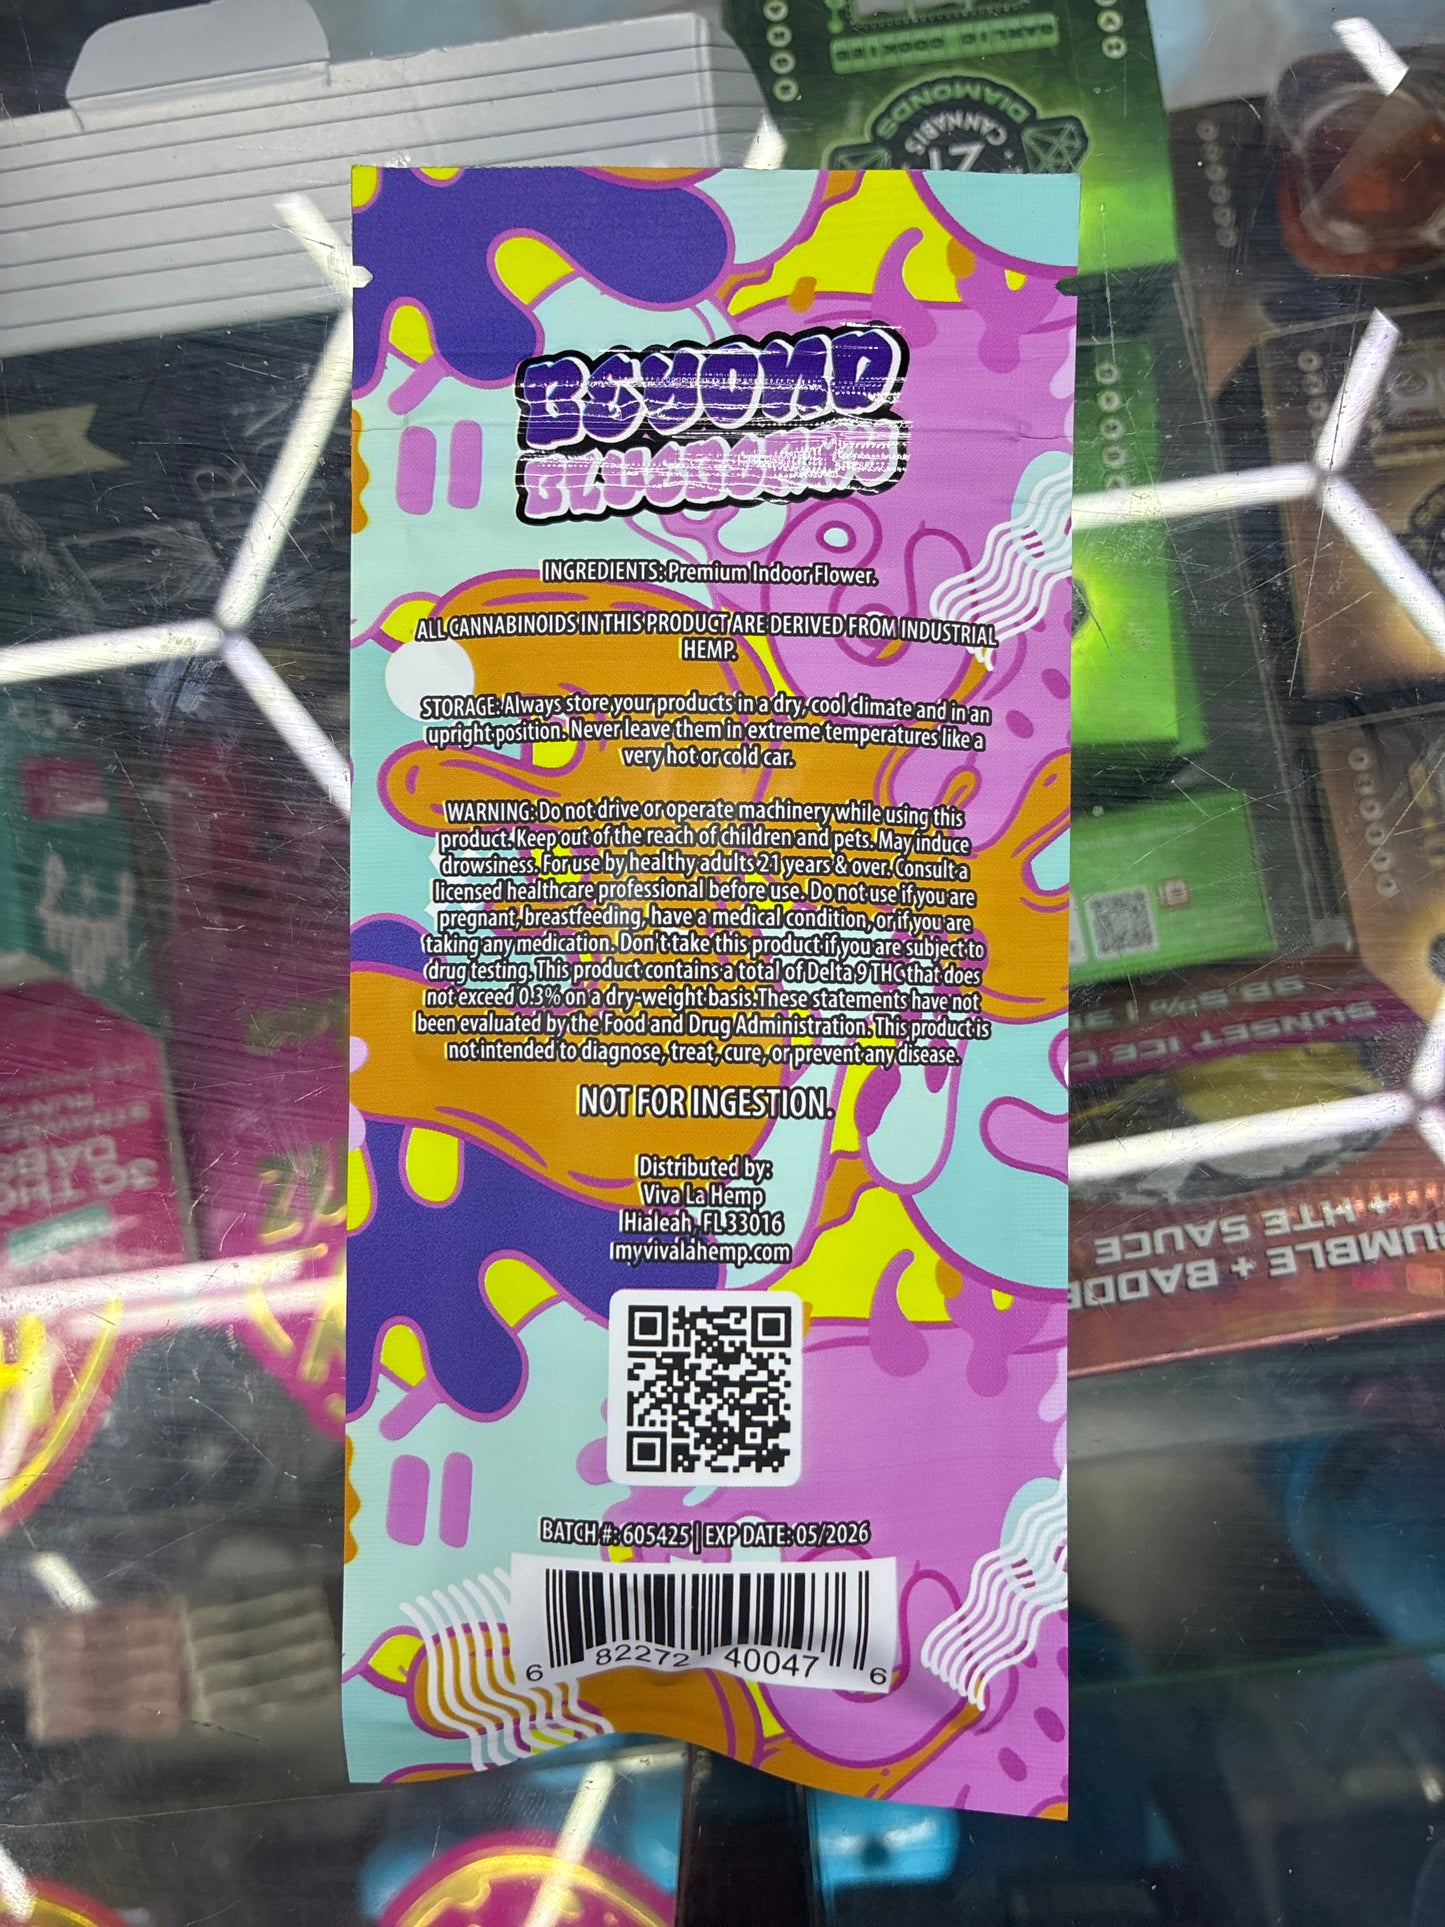 GARLIC COOKIES
DIAMONDS
CANNABIS
BEYOND
BLUEBERRY
INGREDIENTS: Premium Indoor Flower.
ALL CANNABINOIDS IN THIS PRODUCT ARE DERIVED FROM INDUSTRIAL
HEMP.
STORAGE: Always store your products in a dry, cool climate and in an
upright position. Never leave them in extreme temperatures like a
very hot or cold car.
WARNING: Do not drive or operate machinery while using this
product. Keep out of the reach of children and pets. May induce
drowsiness. For use by healthy adults 21 years & over. Consult a
licensed healthcare professional before use. Do not use if you are
pregnant, breastfeeding, have a medical condition, or if you are
taking any medication. Don't take this product if you are subject to
drug testing. This product contains a total of Delta 9 THC that does
not exceed 0.3% on a dry-weight basis.These statements have not
been evaluated by the Food and Drug Administration. This product is
not intended to diagnose, treat, cure, or prevent any disease.
NOT FOR INGESTION.
Distributed by:
Viva La Hemp
Hialeah, FL 33016
myvivalahemp.com
BATCH #: 605425 | EXP DATE: 05/2026
6 82272 40047 6
SUNSET ICE
+ HTE SAUCE